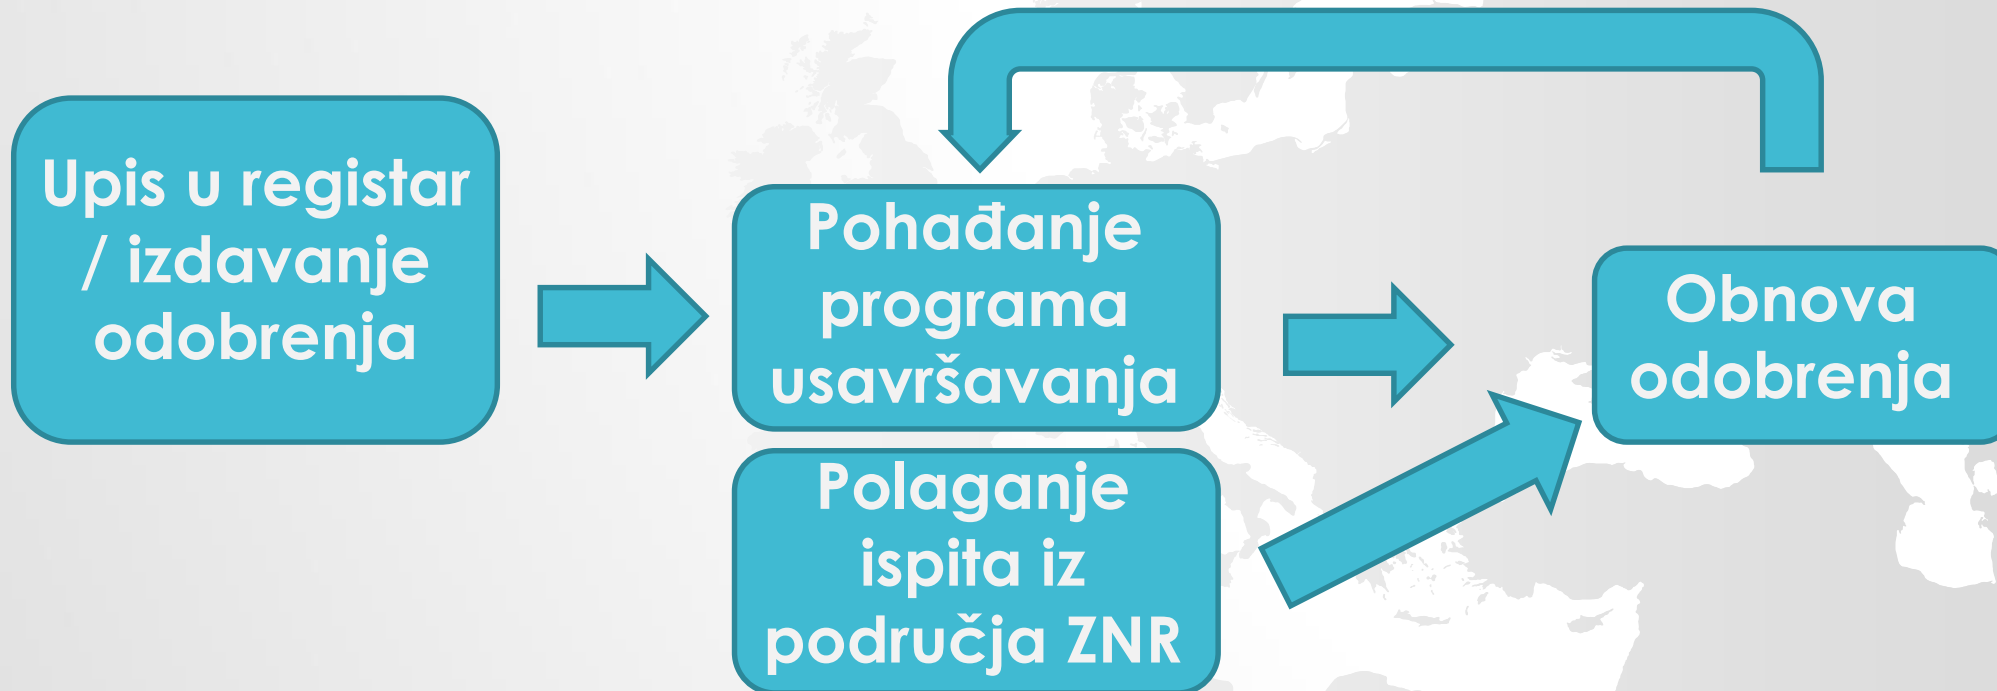 Upis u registar
/ izdavanje
odobrenja
Pohađanje
programa
usavršavanja
Polaganje
ispita iz
područja ZNR
Obnova
odobrenja